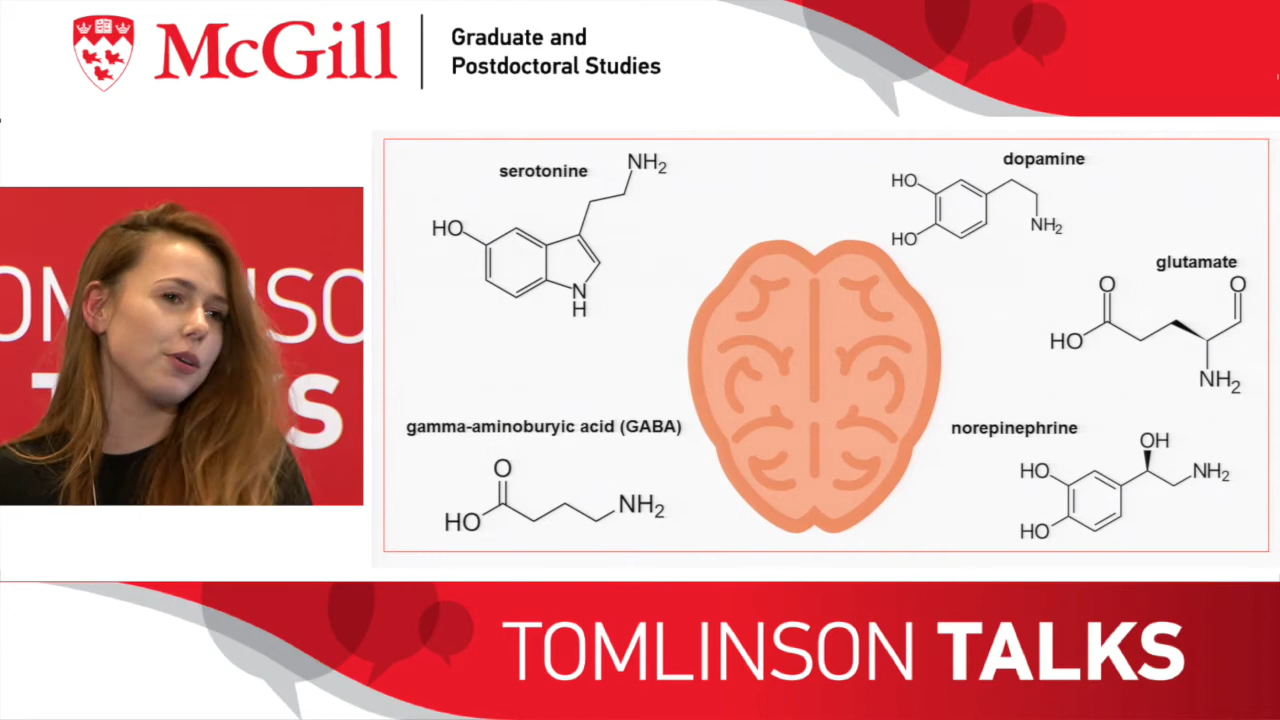 McGill
Graduate and
Postdoctoral Studies
serotonine
NH2
HO
N
H
dopamine
HO
HO
NH2
glutamate
O
O
HO
NH2
gamma-aminoburyic acid (GABA)
O
HO
NH2
norepinephrine
OH
HO
NH2
HO
TOMLINSON TALKS